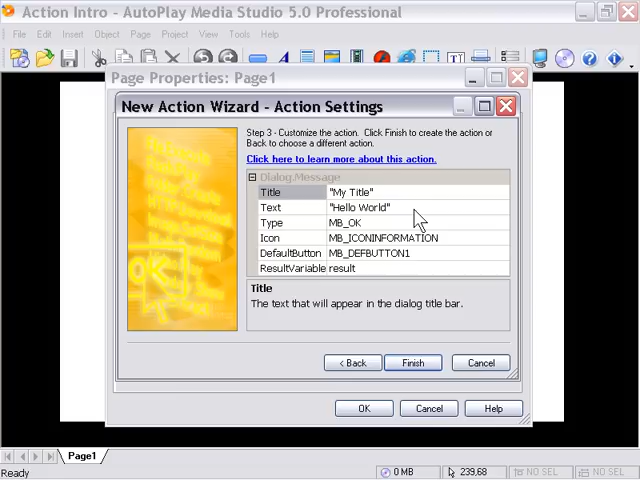 Action Intro - AutoPlay Media Studio 5.0 Professional
File Edit Insert Object Page Project View Tools Help
Page Properties: Page1
New Action Wizard - Action Settings
Step 3 - Customize the action. Click Finish to create the action or
Back to choose a different action.
Click here to learn more about this action.
Dialog.Message
Title "My Title"
Text "Hello World"
Type MB_OK
Icon MB_ICONINFORMATION
DefaultButton MB_DEFBUTTON1
ResultVariable result
Title
The text that will appear in the dialog title bar.
< Back Finish Cancel
OK Cancel Help
Page1
Ready 0 MB 239,68 NO SEL NO SEL